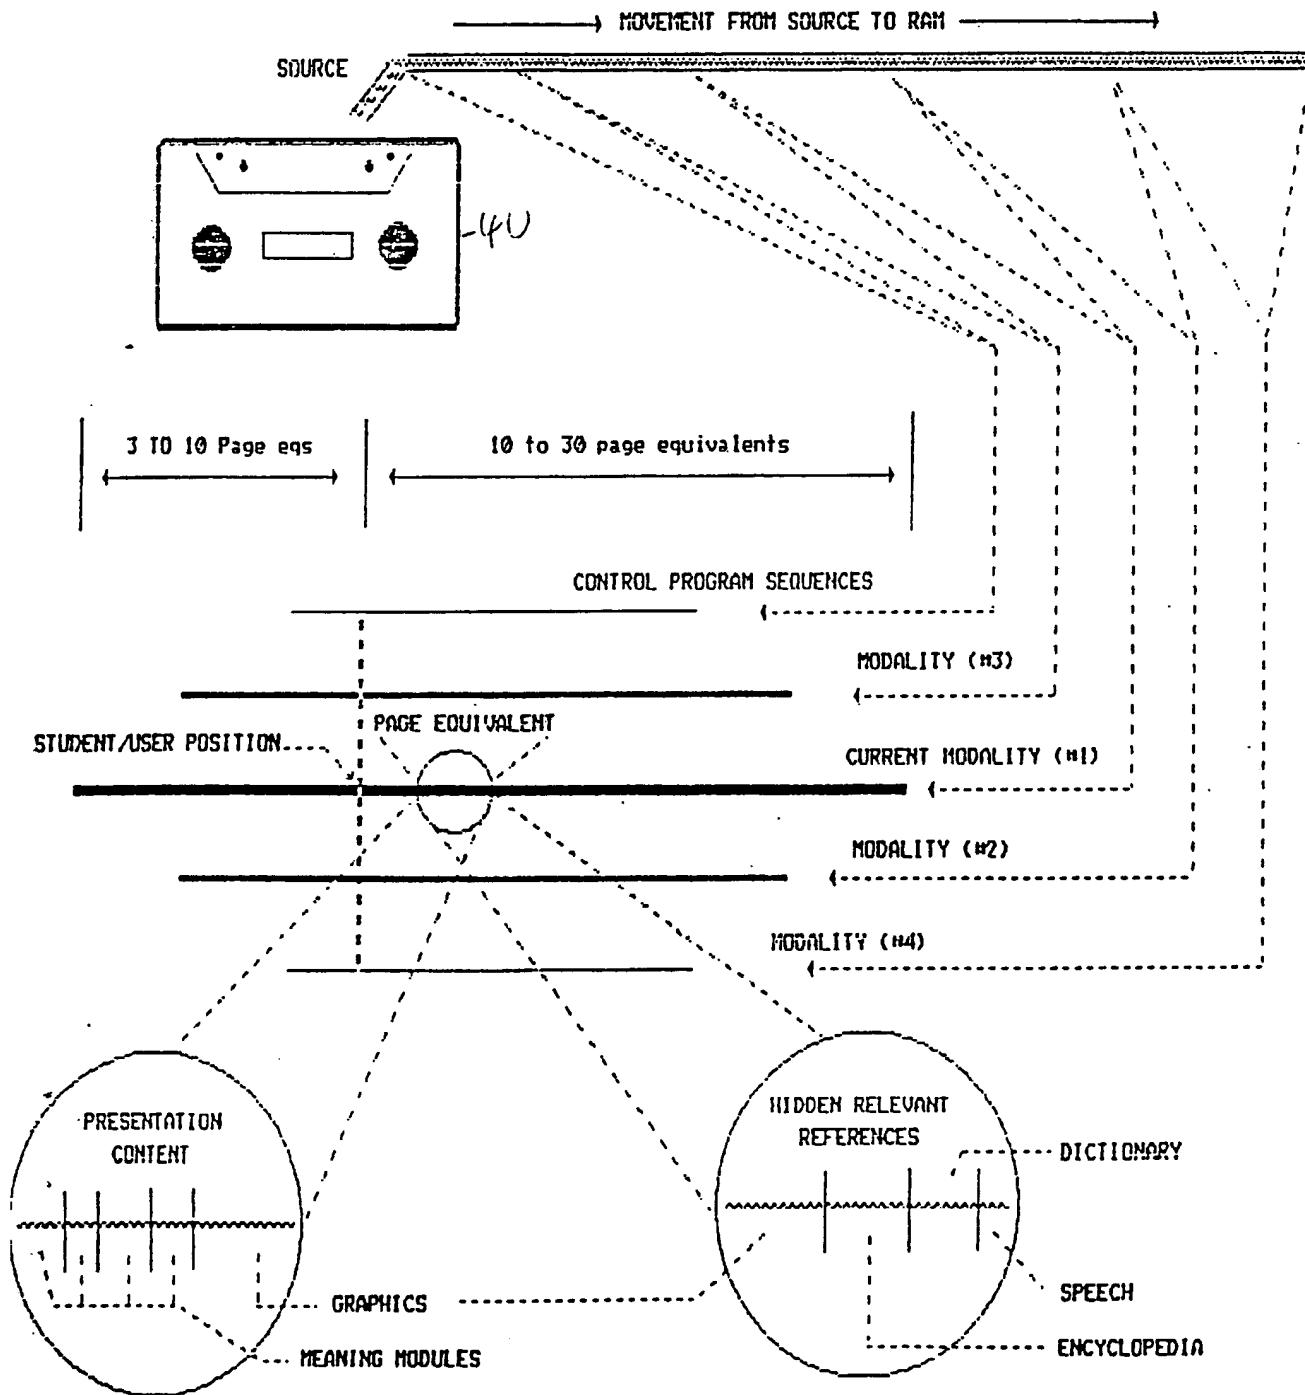 MOVEMENT FROM SOURCE TO RAM
SOURCE
40
3 TO 10 Page eqs
10 to 30 page equivalents
CONTROL PROGRAM SEQUENCES
MODALITY (#3)
PAGE EQUIVALENT
STUDENT/USER POSITION
CURRENT MODALITY (#1)
MODALITY (#2)
MODALITY (#4)
PRESENTATION
CONTENT
HIDDEN RELEVANT
REFERENCES
DICTIONARY
GRAPHICS
SPEECH
MEANING MODULES
ENCYCLOPEDIA